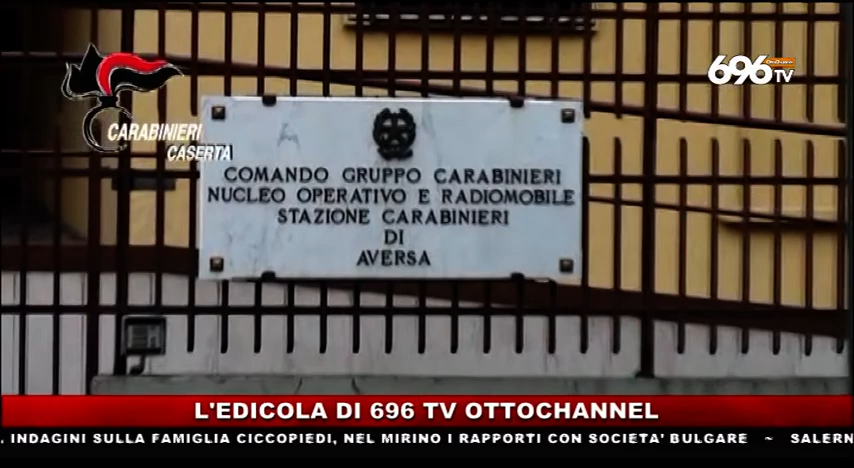 696
OttoChannel
TV
CARABINIERI
CASERTA
COMANDO GRUPPO CARABINIERI
NUCLEO OPERATIVO E RADIOMOBILE
STAZIONE CARABINIERI
DI
AVERSA
L'EDICOLA DI 696 TV OTTOCHANNEL
. INDAGINI SULLA FAMIGLIA CICCOPIEDI, NEL MIRINO I RAPPORTI CON SOCIETA' BULGARE ~ SALERN